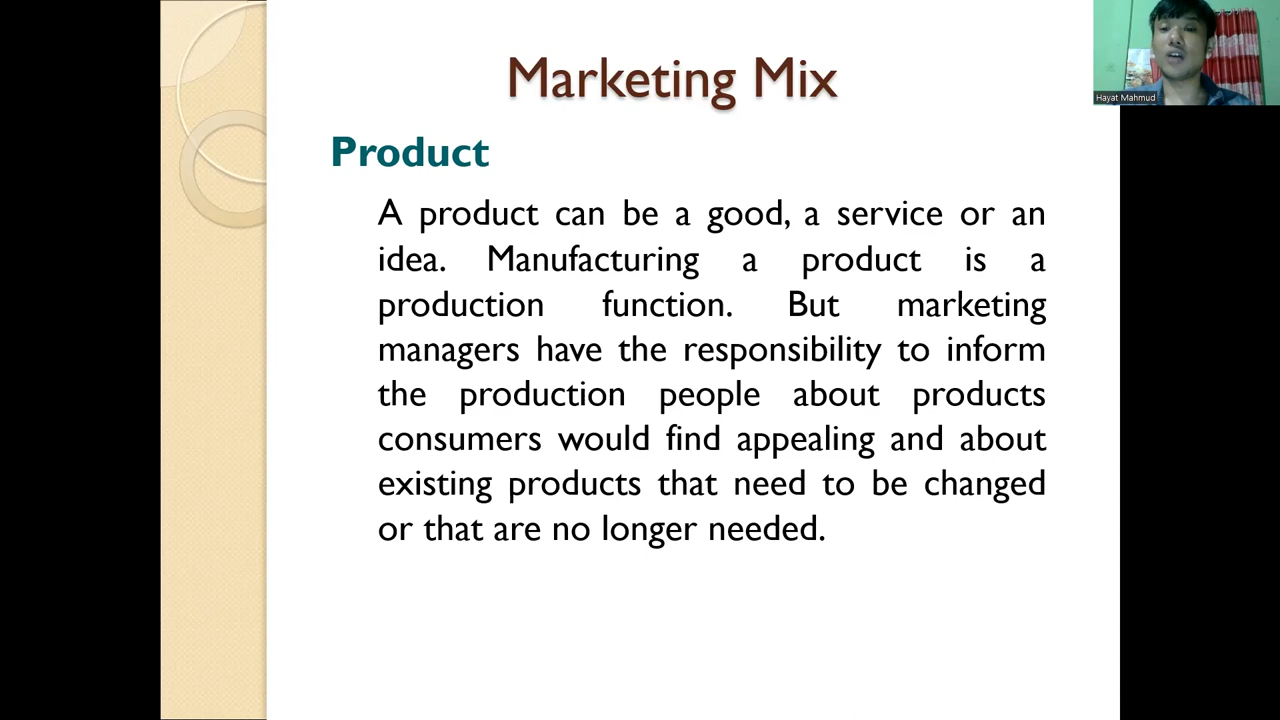 Marketing Mix
Hayat Mahmud
Product
A product can be a good, a service or an
idea. Manufacturing a product is a
production function. But marketing
managers have the responsibility to inform
the production people about products
consumers would find appealing and about
existing products that need to be changed
or that are no longer needed.